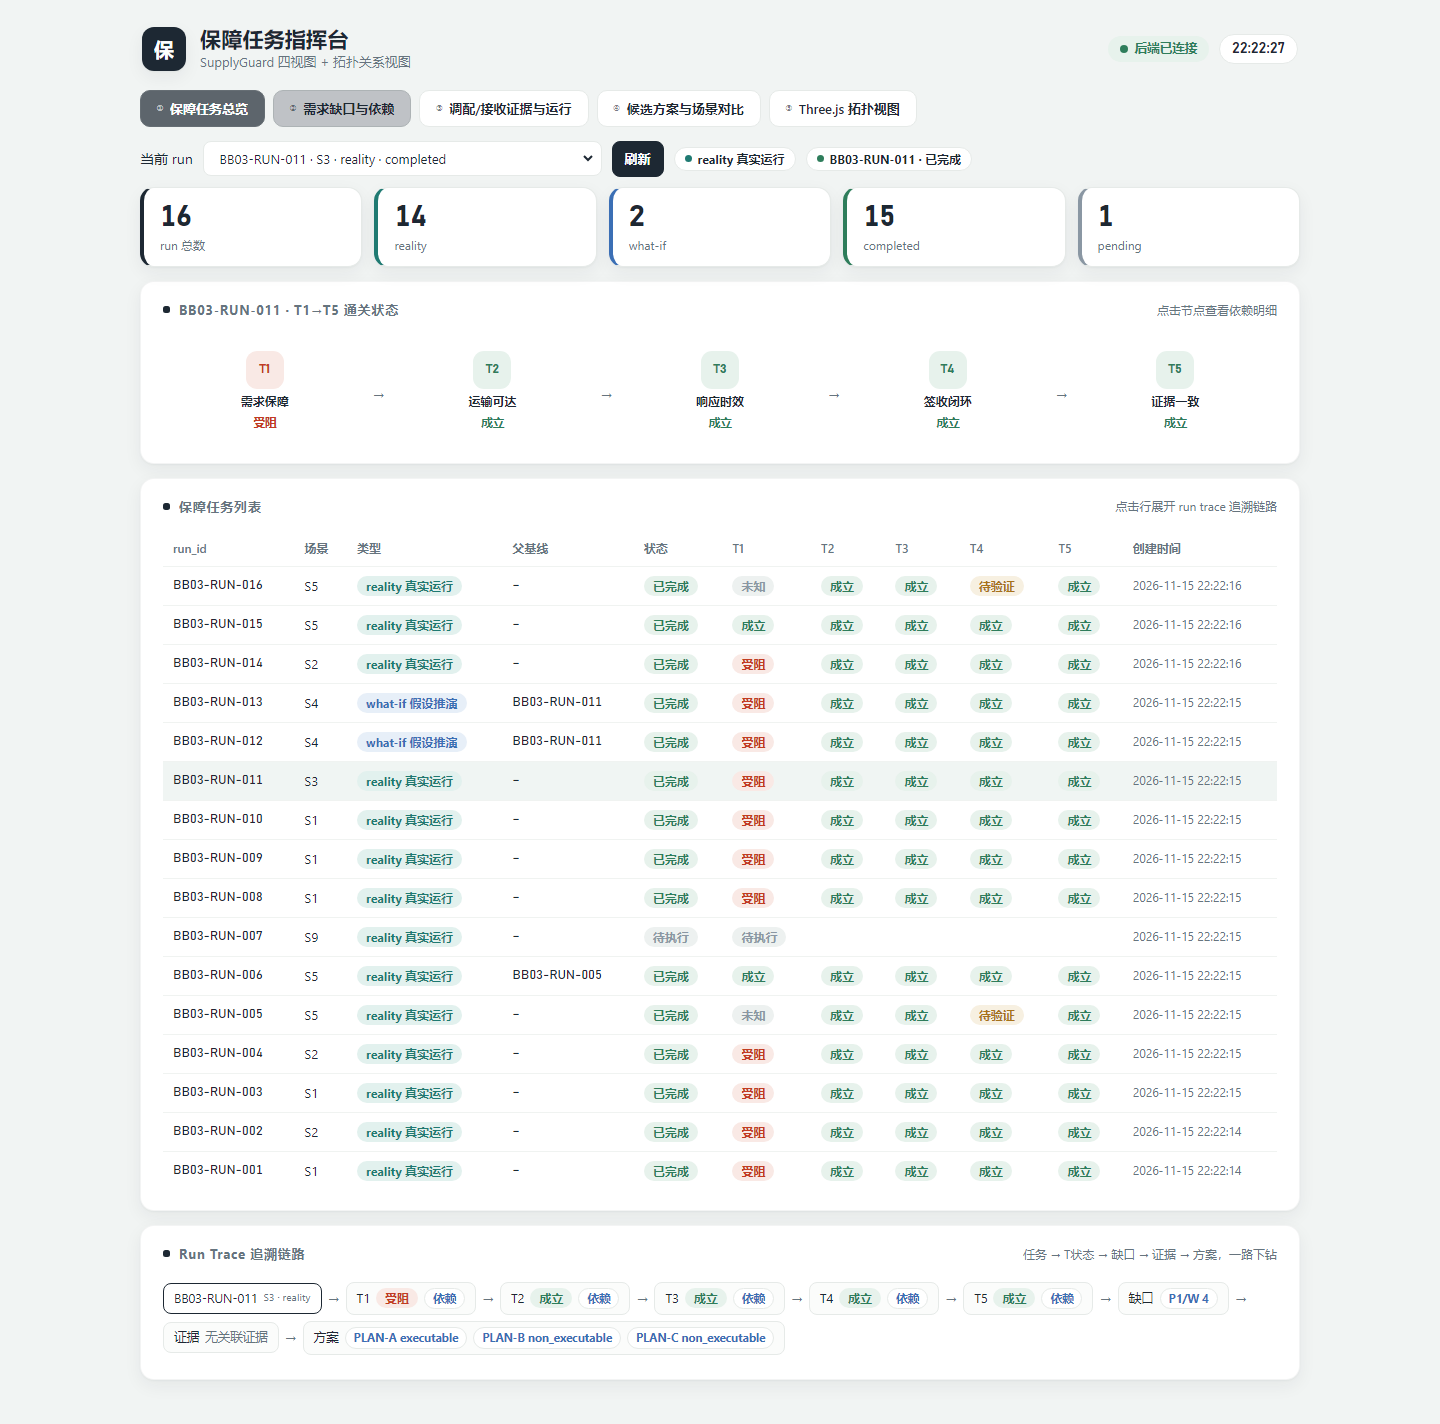 保
保障任务指挥台
SupplyGuard 四视图 + 拓扑关系视图
后端已连接
22:22:27
保障任务总览
需求缺口与依赖
调配/接收证据与运行
候选方案与场景对比
Three.js 拓扑视图
当前 run
BB03-RUN-011 · S3 · reality · completed
刷新
reality 真实运行
BB03-RUN-011 · 已完成
16
run 总数
14
reality
2
what-if
15
completed
1
pending
BB03-RUN-011 · T1→T5 通关状态
点击节点查看依赖明细
T1 → T2 → T3 → T4 → T5
需求保障 运输可达 响应时效 签收闭环 证据一致
受阻 成立 成立 成立 成立
保障任务列表
点击行展开 run trace 追溯链路
run_id 场景 类型 父基线 状态 T1 T2 T3 T4 T5 创建时间
BB03-RUN-016 S5 reality 真实运行 – 已完成 未知 成立 成立 待验证 成立 2026-11-15 22:22:16
BB03-RUN-015 S5 reality 真实运行 – 已完成 成立 成立 成立 成立 成立 2026-11-15 22:22:16
BB03-RUN-014 S2 reality 真实运行 – 已完成 受阻 成立 成立 成立 成立 2026-11-15 22:22:16
BB03-RUN-013 S4 what-if 假设推演 BB03-RUN-011 已完成 受阻 成立 成立 成立 成立 2026-11-15 22:22:15
BB03-RUN-012 S4 what-if 假设推演 BB03-RUN-011 已完成 受阻 成立 成立 成立 成立 2026-11-15 22:22:15
BB03-RUN-011 S3 reality 真实运行 – 已完成 受阻 成立 成立 成立 成立 2026-11-15 22:22:15
BB03-RUN-010 S1 reality 真实运行 – 已完成 受阻 成立 成立 成立 成立 2026-11-15 22:22:15
BB03-RUN-009 S1 reality 真实运行 – 已完成 受阻 成立 成立 成立 成立 2026-11-15 22:22:15
BB03-RUN-008 S1 reality 真实运行 – 已完成 受阻 成立 成立 成立 成立 2026-11-15 22:22:15
BB03-RUN-007 S9 reality 真实运行 – 待执行 待执行 2026-11-15 22:22:15
BB03-RUN-006 S5 reality 真实运行 BB03-RUN-005 已完成 成立 成立 成立 成立 成立 2026-11-15 22:22:15
BB03-RUN-005 S5 reality 真实运行 – 已完成 未知 成立 成立 待验证 成立 2026-11-15 22:22:15
BB03-RUN-004 S2 reality 真实运行 – 已完成 受阻 成立 成立 成立 成立 2026-11-15 22:22:15
BB03-RUN-003 S1 reality 真实运行 – 已完成 受阻 成立 成立 成立 成立 2026-11-15 22:22:15
BB03-RUN-002 S2 reality 真实运行 – 已完成 受阻 成立 成立 成立 成立 2026-11-15 22:22:14
BB03-RUN-001 S1 reality 真实运行 – 已完成 受阻 成立 成立 成立 成立 2026-11-15 22:22:14
Run Trace 追溯链路
任务 → T状态 → 缺口 → 证据 → 方案，一路下钻
BB03-RUN-011 S3 · reality → T1 受阻 依赖 → T2 成立 依赖 → T3 成立 依赖 → T4 成立 依赖 → T5 成立 依赖 → 缺口 P1/W 4 →
证据 无关联证据 → 方案 PLAN-A executable PLAN-B non_executable PLAN-C non_executable